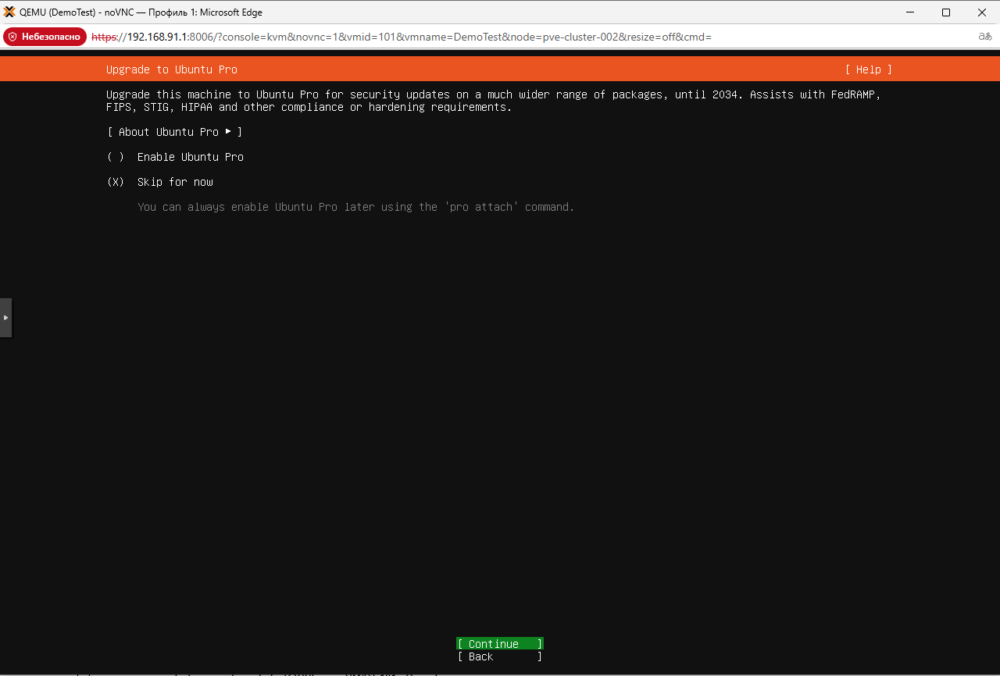 QEMU (DemoTest) - noVNC — Профиль 1: Microsoft Edge
Небезопасно https://192.168.91.1:8006/?console=kvm&novnc=1&vmid=101&vmname=DemoTest&node=pve-cluster-002&resize=off&cmd= aあ
Upgrade to Ubuntu Pro [ Help ]
Upgrade this machine to Ubuntu Pro for security updates on a much wider range of packages, until 2034. Assists with FedRAMP,
FIPS, STIG, HIPAA and other compliance or hardening requirements.
[ About Ubuntu Pro ► ]
( ) Enable Ubuntu Pro
(X) Skip for now
You can always enable Ubuntu Pro later using the 'pro attach' command.
[ Continue ]
[ Back ]